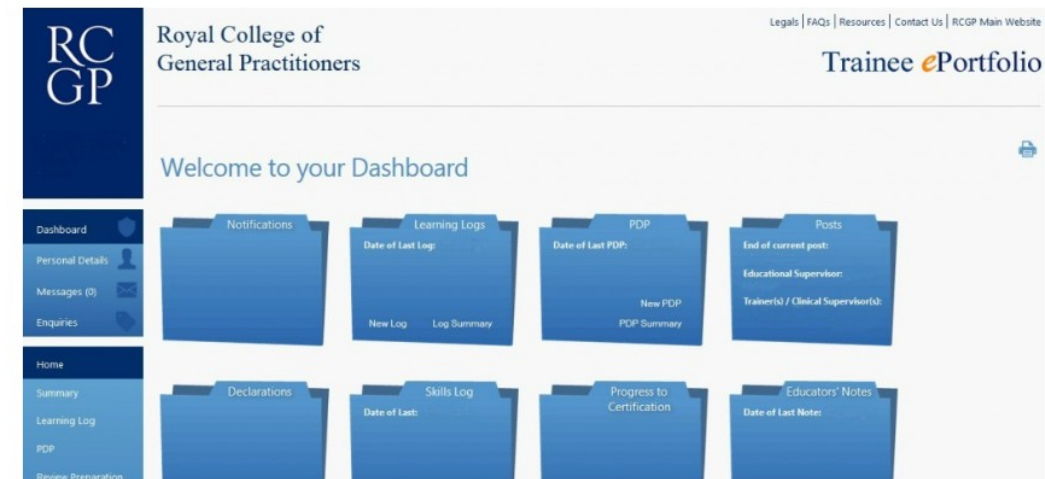 RC
GP
Royal College of
General Practitioners
Legals | FAQs | Resources | Contact Us | RCGP Main Website
Trainee ePortfolio
Welcome to your Dashboard
Dashboard
Personal Details
Messages (0)
Enquiries
Home
Summary
Learning Log
PDP
Review Preparation
Notifications
Learning Logs
Date of Last Log:
New Log Log Summary
PDP
Date of Last PDP:
New PDP
PDP Summary
Posts
End of current post:
Educational Supervisor:
Trainer(s) / Clinical Supervisor(s):
Declarations
Skills Log
Date of Last:
Progress to
Certification
Educators' Notes
Date of Last Note: